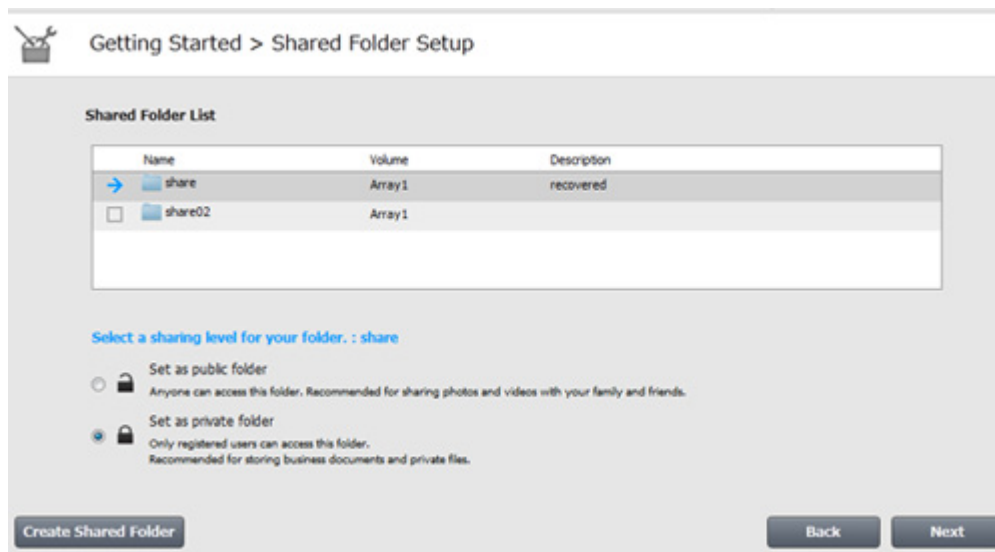 Getting Started > Shared Folder Setup
Shared Folder List
Name Volume Description
share Array1 recovered
share02 Array1
Select a sharing level for your folder. : share
Set as public folder
Anyone can access this folder. Recommended for sharing photos and videos with your family and friends.
Set as private folder
Only registered users can access this folder.
Recommended for storing business documents and private files.
Create Shared Folder Back Next